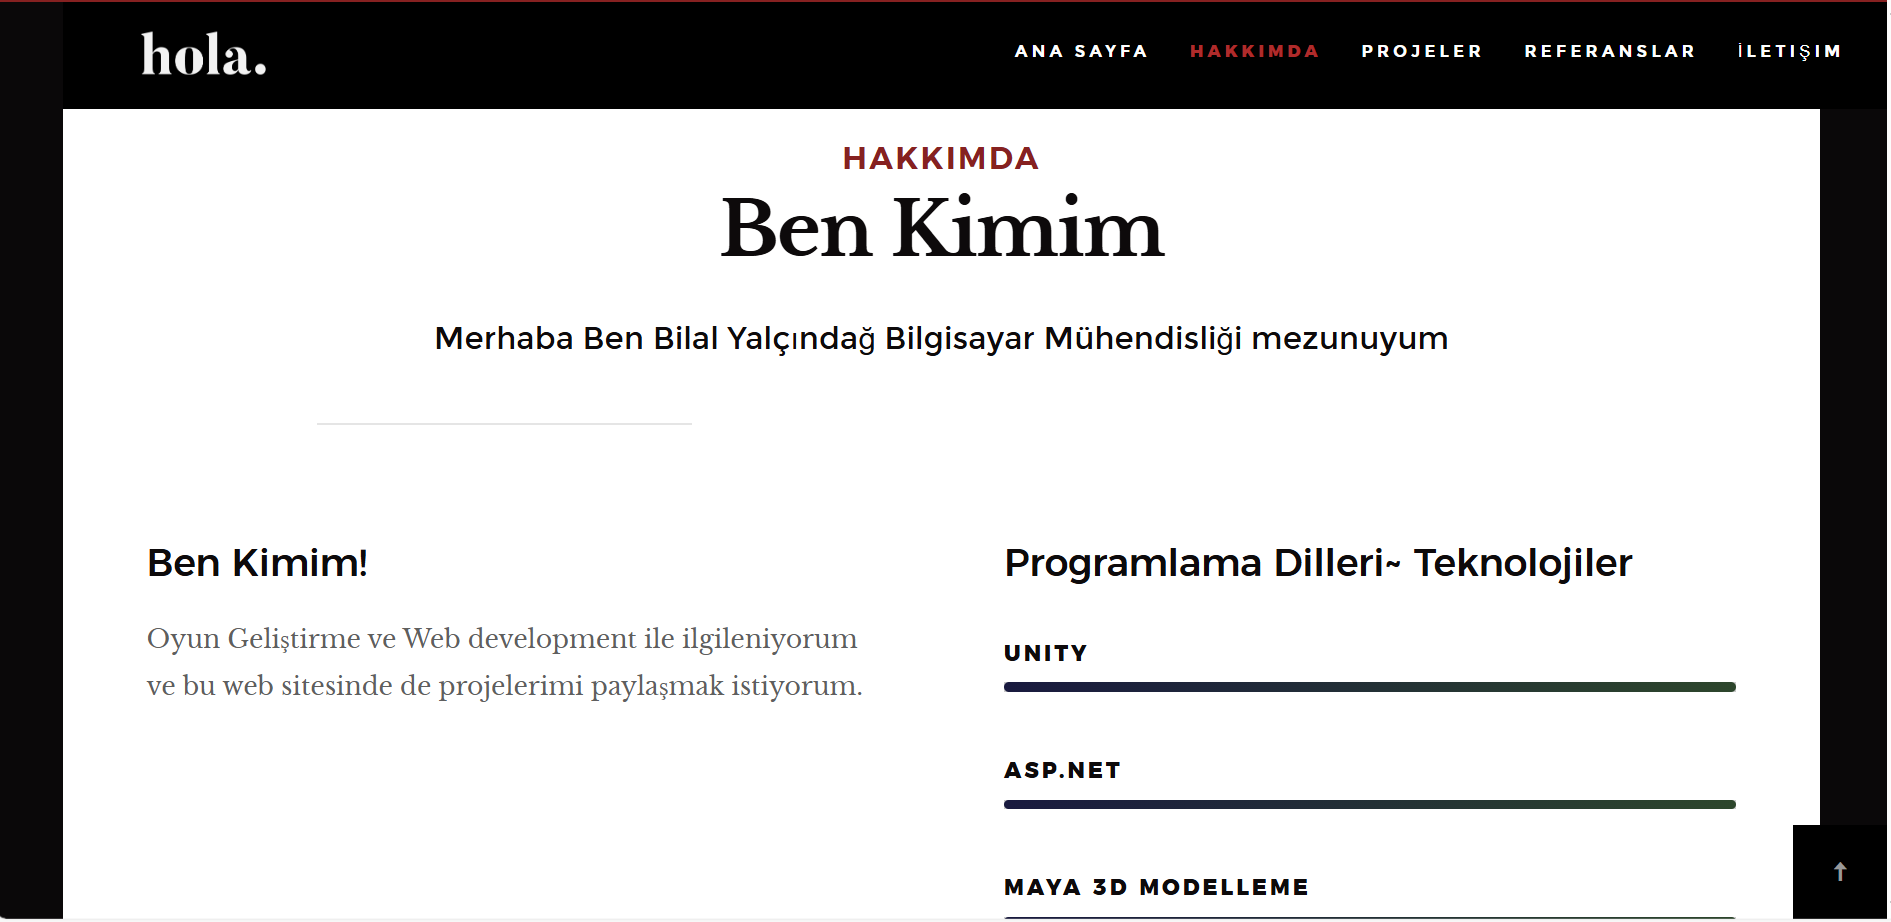 hola.
ANA SAYFA HAKKIMDA PROJELER REFERANSLAR İLETIŞIM
HAKKIMDA
Ben Kimim
Merhaba Ben Bilal Yalçındağ Bilgisayar Mühendisliği mezunuyum
Ben Kimim!
Oyun Geliştirme ve Web development ile ilgileniyorum
ve bu web sitesinde de projelerimi paylaşmak istiyorum.
Programlama Dilleri~ Teknolojiler
UNITY
ASP.NET
MAYA 3D MODELLEME